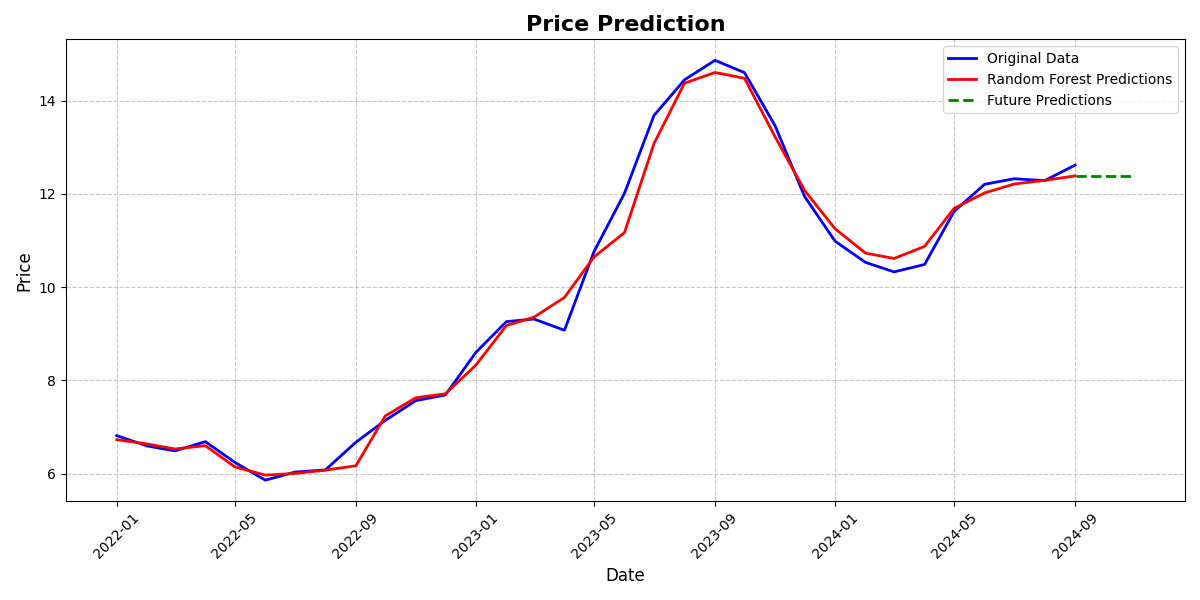 Price Prediction
Original Data
Random Forest Predictions
Future Predictions
Price
14
12
10
8
6
2022-01
2022-05
2022-09
2023-01
2023-05
2023-09
2024-01
2024-05
2024-09
Date